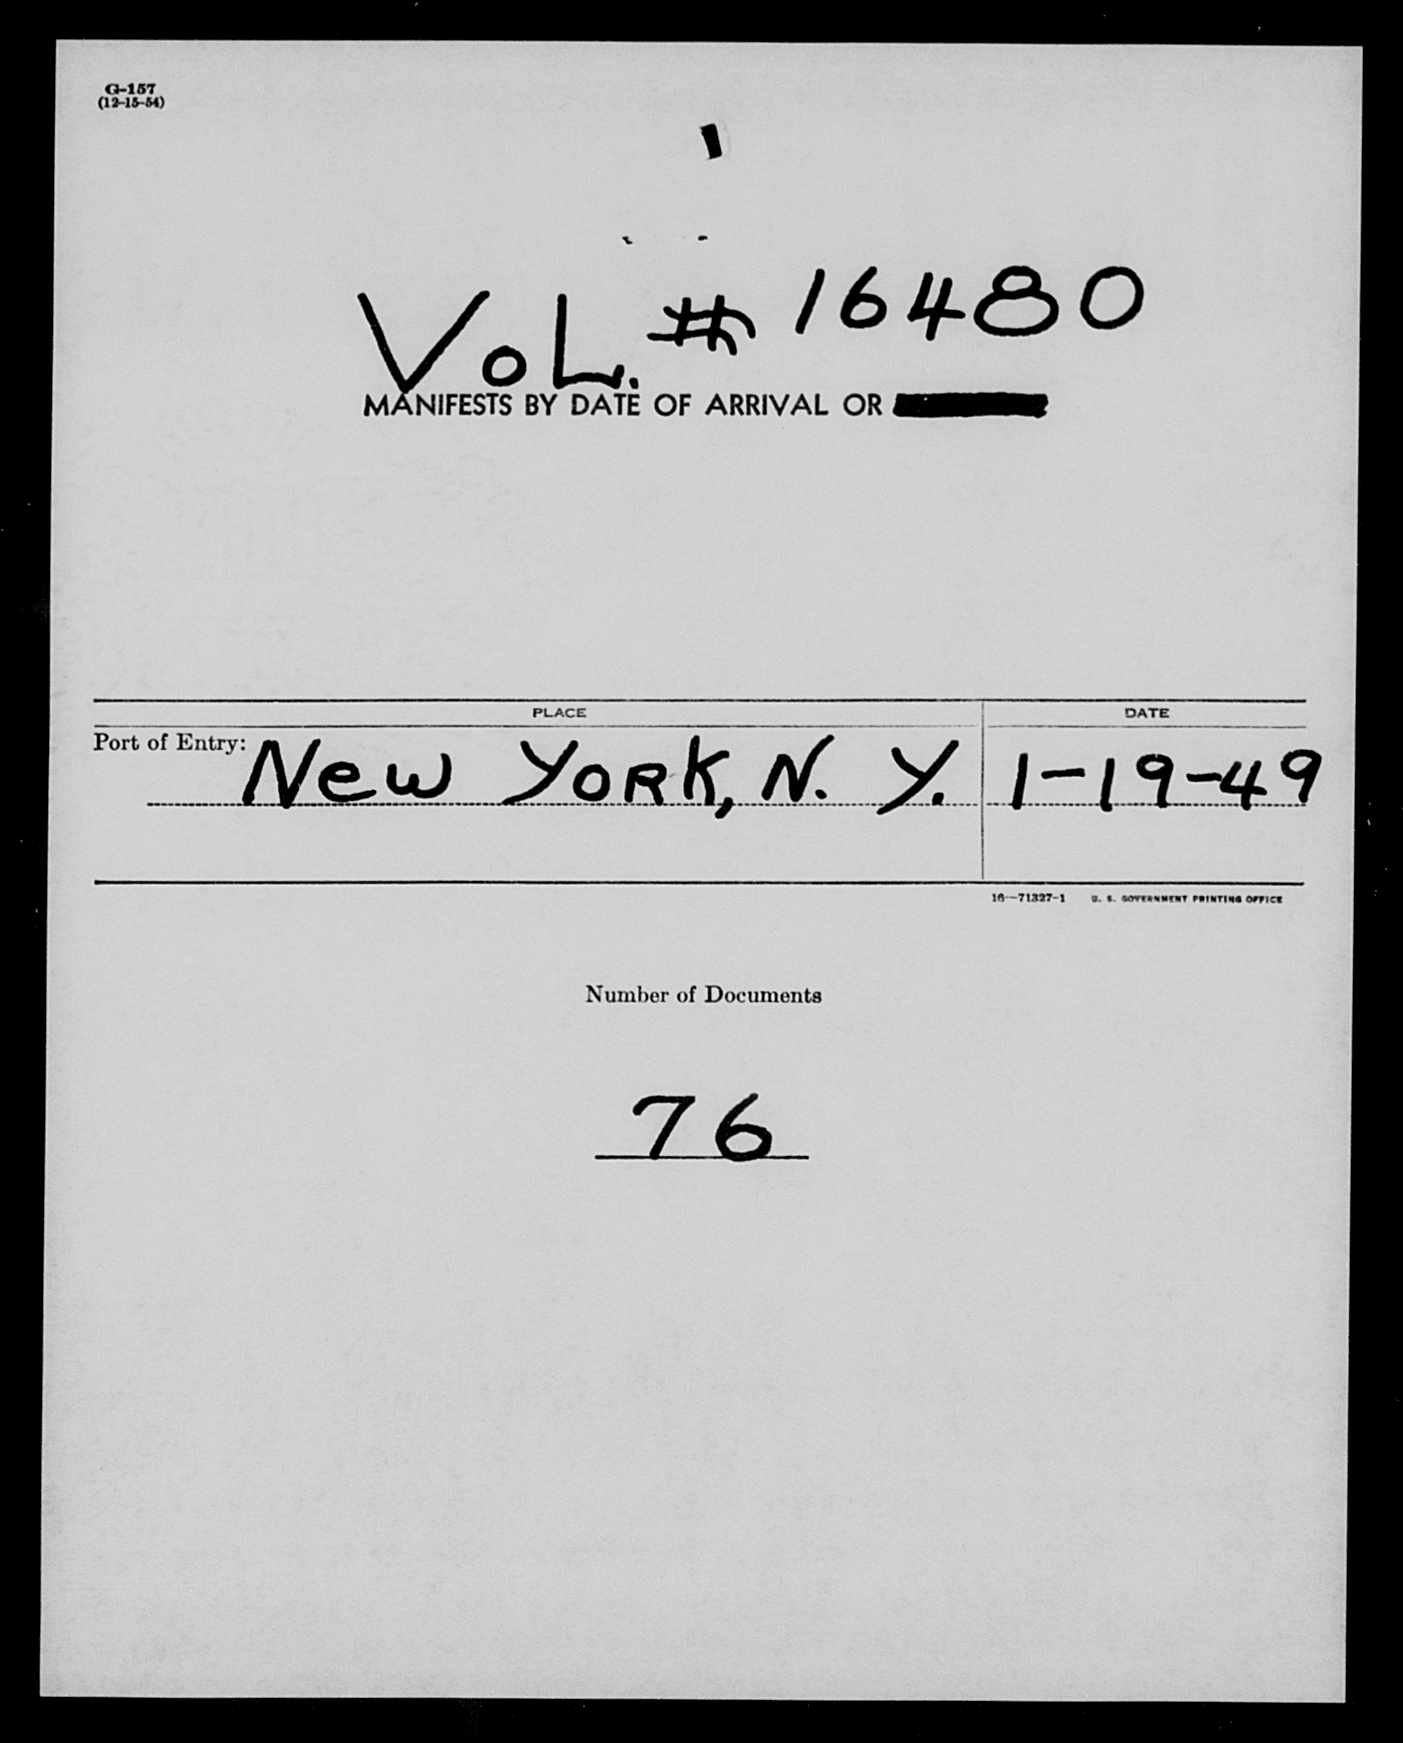 G-157
(12-15-54)
VOL. # 16480
MANIFESTS BY DATE OF ARRIVAL OR
PLACE DATE
Port of Entry: New YORK, N. Y. 1-19-49
16—71327-1 U. S. GOVERNMENT PRINTING OFFICE
Number of Documents
76